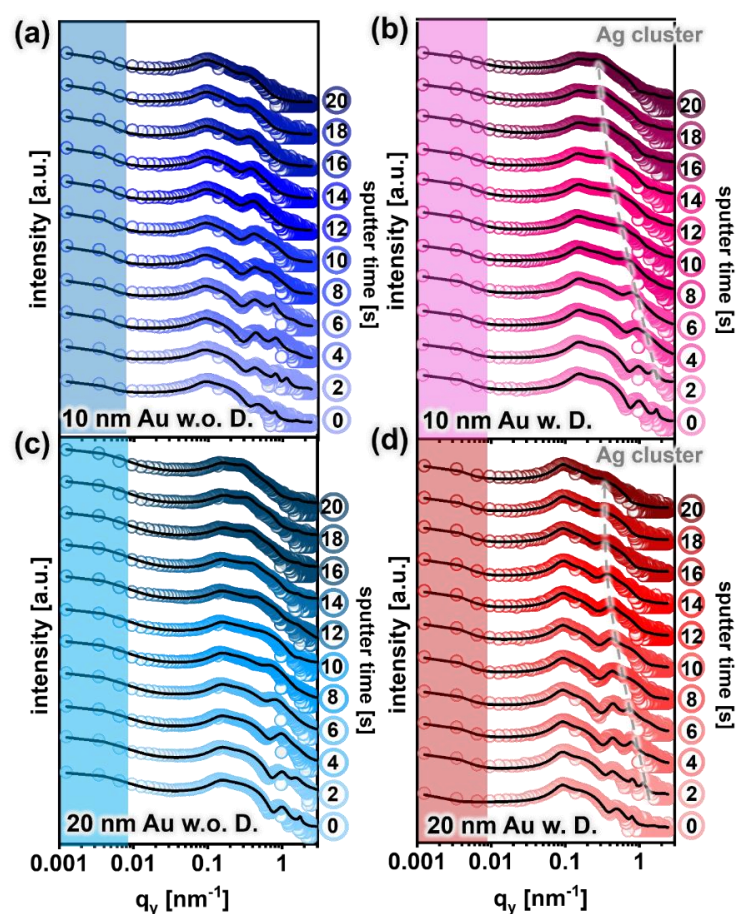 (a)
intensity [a.u.]
10 nm Au w.o. D.
20
18
16
14
12
10
8
6
4
2
0
sputter time [s]
(b)
Ag cluster
intensity [a.u.]
10 nm Au w. D.
20
18
16
14
12
10
8
6
4
2
0
sputter time [s]
(c)
intensity [a.u.]
20 nm Au w.o. D.
20
18
16
14
12
10
8
6
4
2
0
sputter time [s]
0.001 0.01 0.1 1
qy [nm-1]
(d)
Ag cluster
intensity [a.u.]
20 nm Au w. D.
20
18
16
14
12
10
8
6
4
2
0
sputter time [s]
0.001 0.01 0.1 1
qy [nm-1]